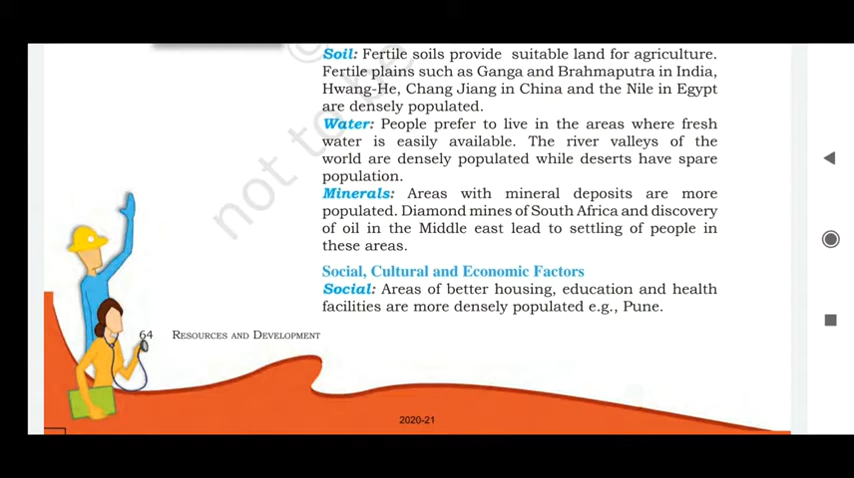 Soil: Fertile soils provide suitable land for agriculture.
Fertile plains such as Ganga and Brahmaputra in India,
Hwang-He, Chang Jiang in China and the Nile in Egypt
are densely populated.
Water: People prefer to live in the areas where fresh
water is easily available. The river valleys of the
world are densely populated while deserts have spare
population.
Minerals: Areas with mineral deposits are more
populated. Diamond mines of South Africa and discovery
of oil in the Middle east lead to settling of people in
these areas.
Social, Cultural and Economic Factors
Social: Areas of better housing, education and health
facilities are more densely populated e.g., Pune.
64 RESOURCES AND DEVELOPMENT
2020-21
not to be